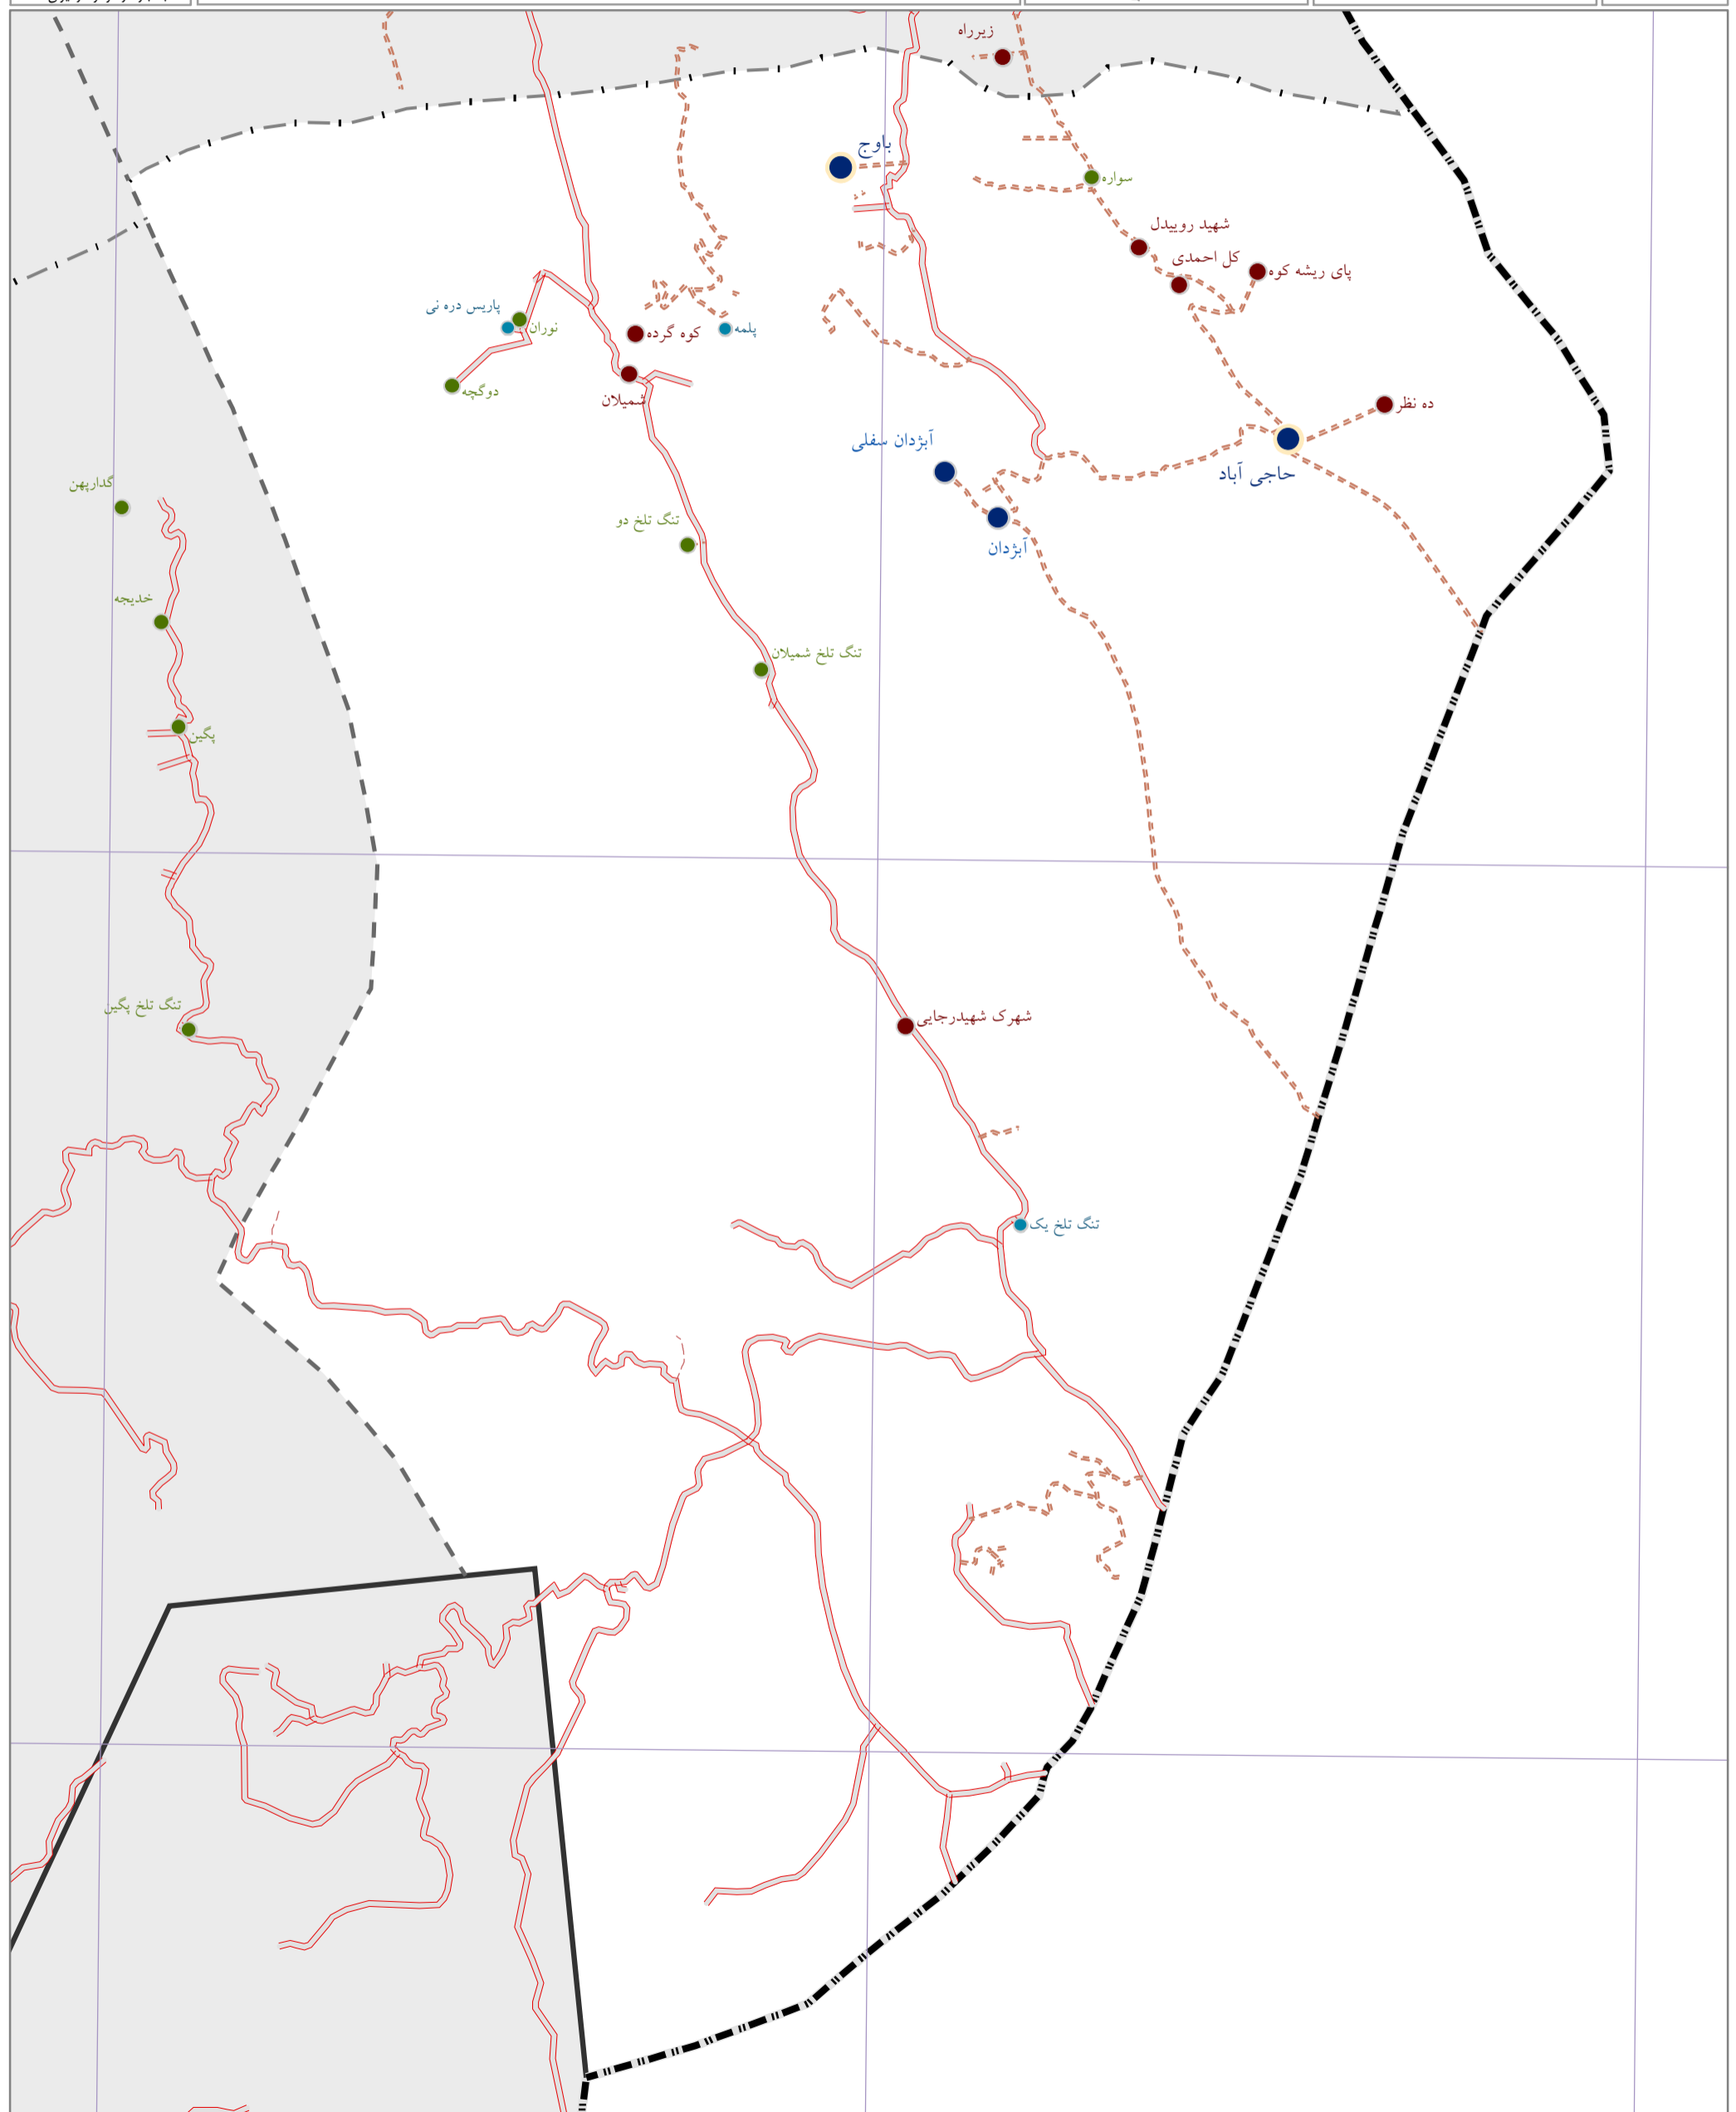 زیرراه
باوج
سواره
شهید روییدل
کل احمدی
پای ریشه کوه
پاریس دره نی
نوران
کوه گرده
پلمه
دوگچه
شمیلان
ده نظر
آبژدان سفلی
حاجی آباد
گدارپهن
تنگ تلخ دو
آبژدان
خدیجه
تنگ تلخ شمیلان
پگین
تنگ تلخ پگین
شهرک شهیدرجایی
تنگ تلخ یک